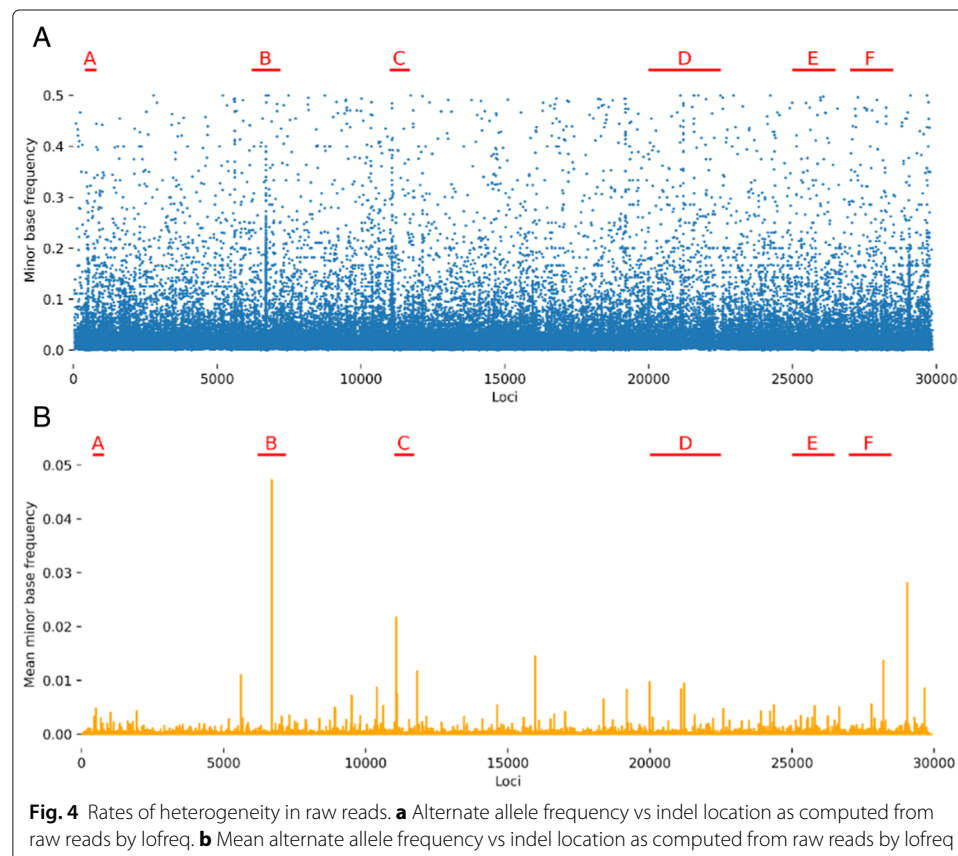 A
A B C D E F
0.5
0.4
0.3
0.2
0.1
0.0
Minor base frequency
0 5000 10000 15000 20000 25000 30000
Loci
B
A B C D E F
0.05
0.04
0.03
0.02
0.01
0.00
Mean minor base frequency
0 5000 10000 15000 20000 25000 30000
Loci
Fig. 4 Rates of heterogeneity in raw reads. a Alternate allele frequency vs indel location as computed from
raw reads by lofreq. b Mean alternate allele frequency vs indel location as computed from raw reads by lofreq